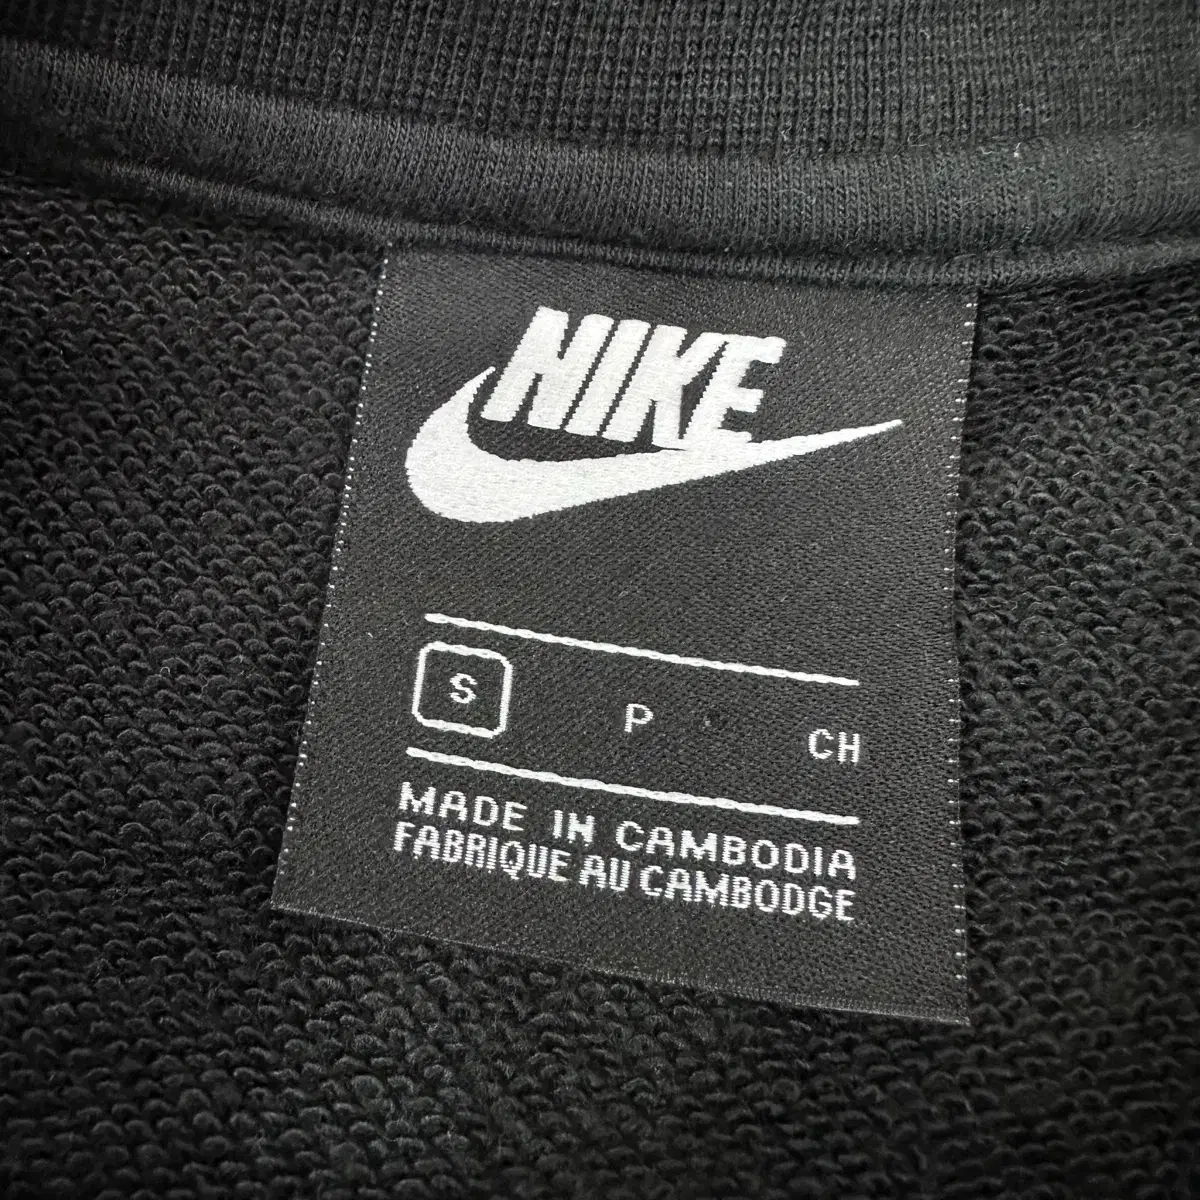 NIKE
S P CH
MADE IN CAMBODIA
FABRIQUE AU CAMBODGE